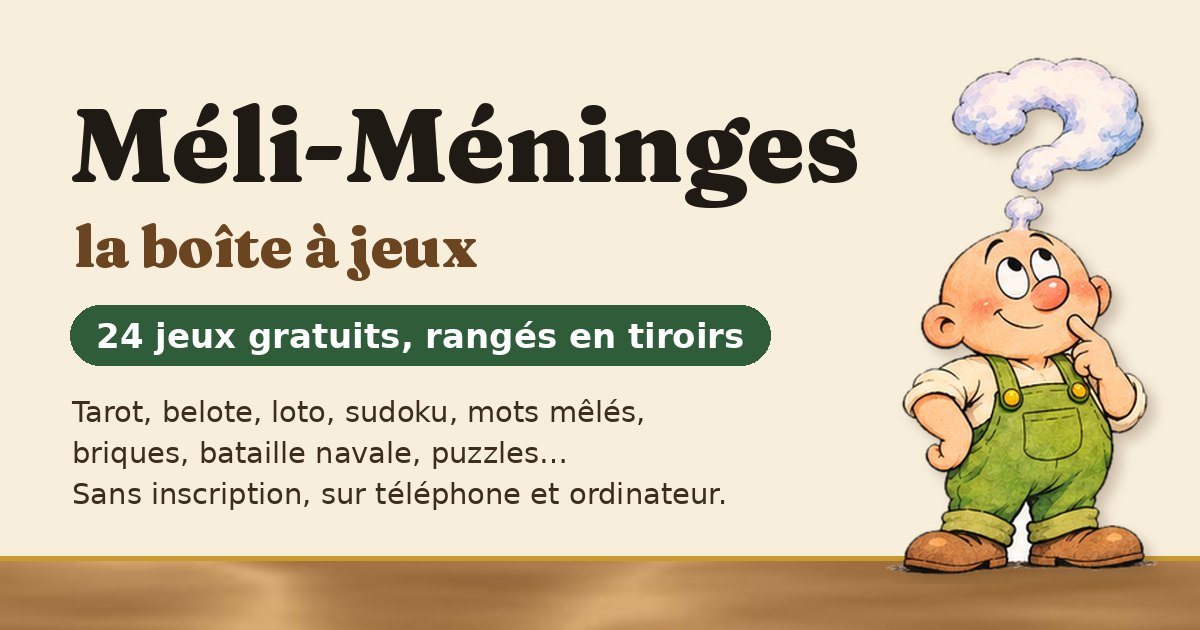 Méli-Méninges
la boîte à jeux
24 jeux gratuits, rangés en tiroirs
Tarot, belote, loto, sudoku, mots mêlés,
briques, bataille navale, puzzles…
Sans inscription, sur téléphone et ordinateur.